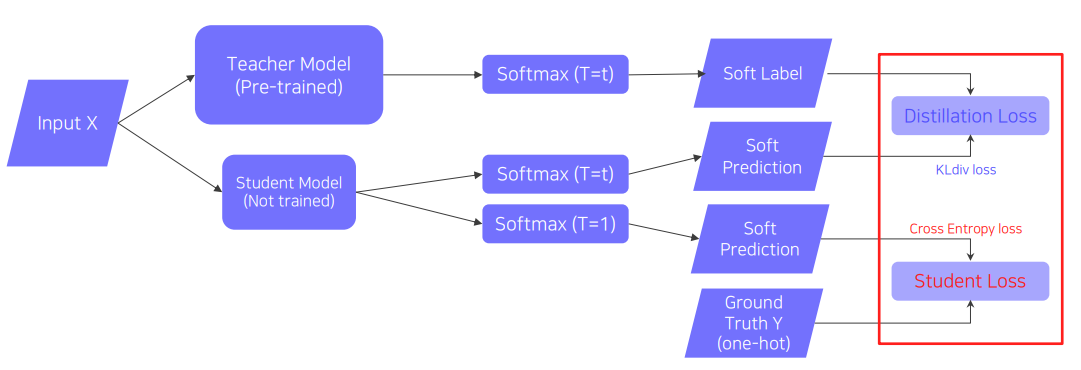 Teacher Model
(Pre-trained)
Softmax (T=t)
Soft Label
Input X
Distillation Loss
Student Model
(Not trained)
Softmax (T=t)
Soft
Prediction
KLdiv loss
Softmax (T=1)
Soft
Prediction
Cross Entropy loss
Student Loss
Ground
Truth Y
(one-hot)